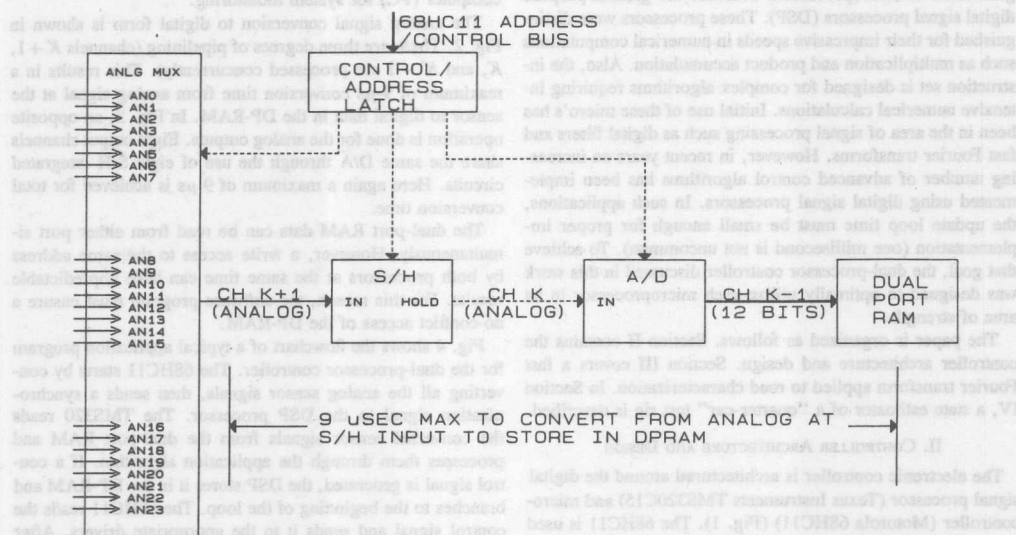 68HC11 ADDRESS
/CONTROL BUS
CONTROL/
ADDRESS
LATCH
ANLG MUX
AN0
AN1
AN2
AN3
AN4
AN5
AN6
AN7
AN8
AN9
AN10
AN11
AN12
AN13
AN14
AN15
AN16
AN17
AN18
AN19
AN20
AN21
AN22
AN23
CH.K+1
(ANALOG)
S/H
IN HOLD
CH.K.
(ANALOG)
A/D
IN
CH.K-1
(12 BITS)
DUAL
PORT
RAM
9 uSEC MAX TO CONVERT FROM ANALOG AT
S/H INPUT TO STORE IN DPRAM